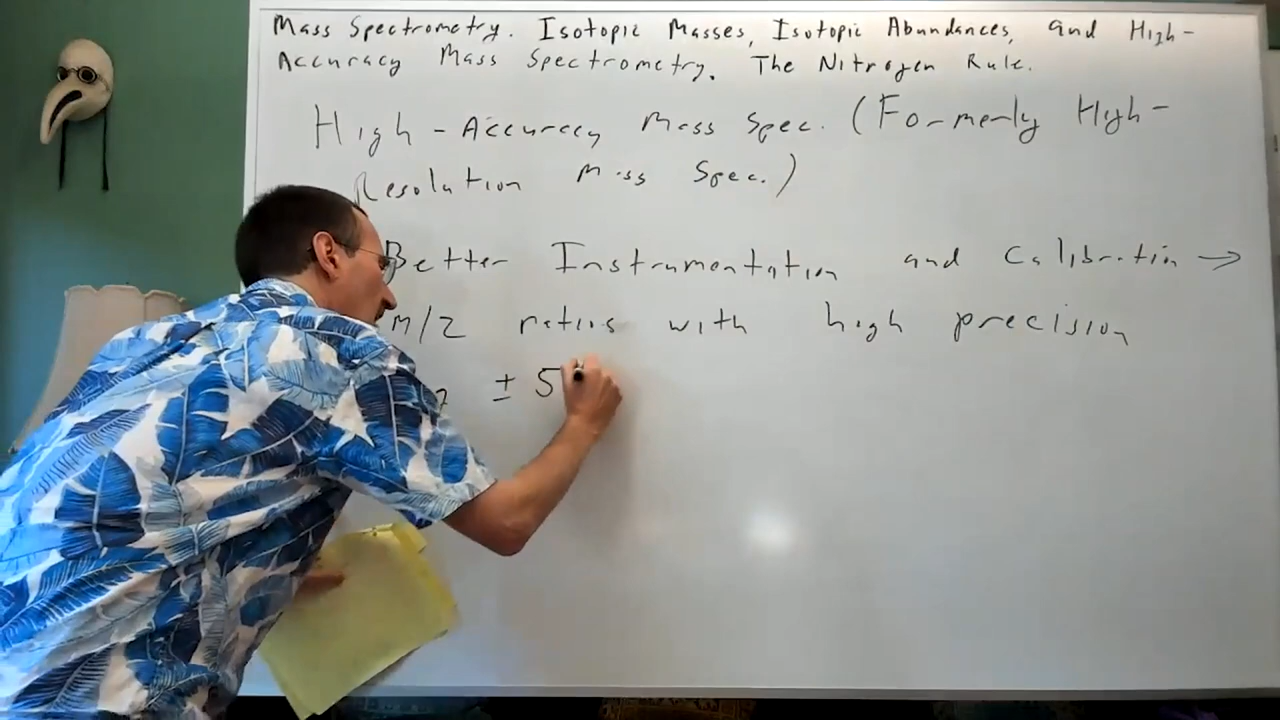 Mass Spectrometry. Isotopic Masses, Isotopic Abundances, and High-
Accuracy Mass Spectrometry. The Nitrogen Rule.
High-Accuracy Mass Spec. (Formerly High-
Resolution Mass Spec.)
Better Instrumentation and Calibratin →
m/z ratios with high precision
± 5